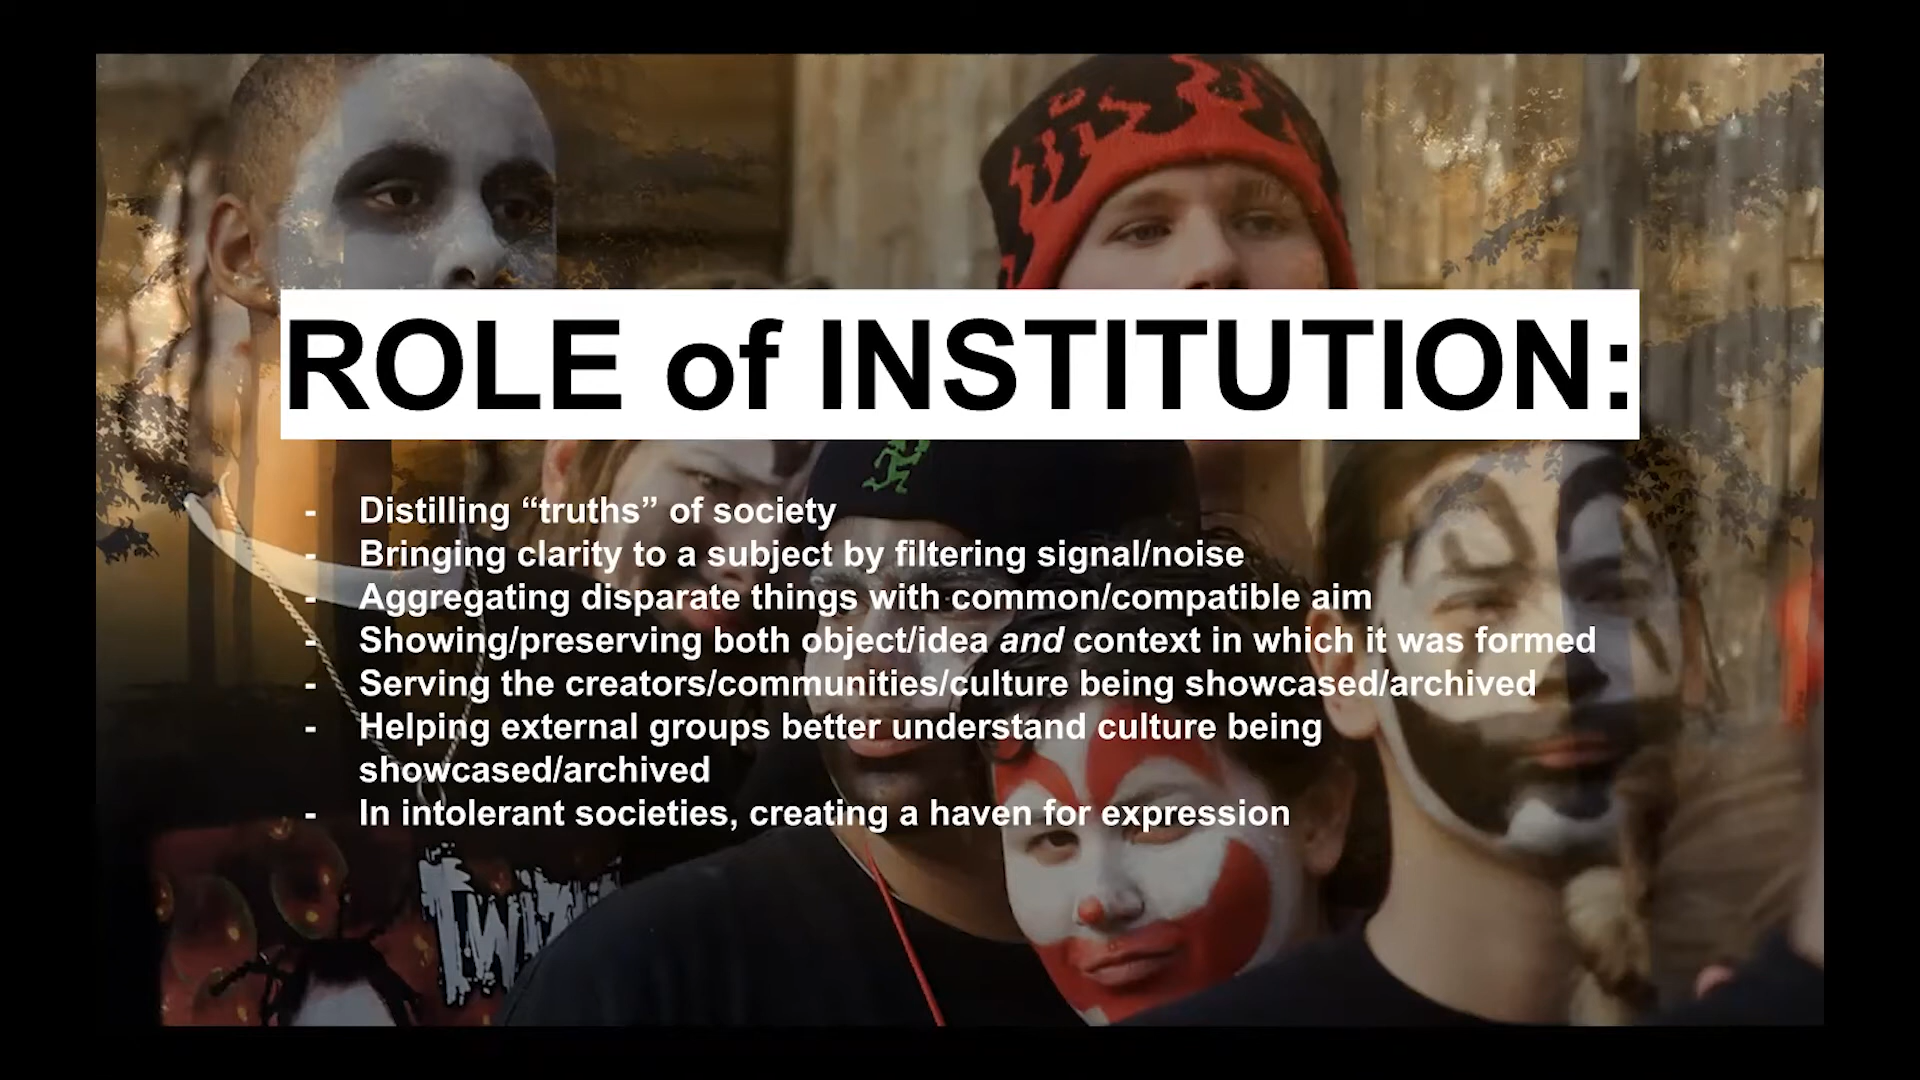 ROLE of INSTITUTION:
- Distilling “truths” of society
- Bringing clarity to a subject by filtering signal/noise
- Aggregating disparate things with common/compatible aim
- Showing/preserving both object/idea and context in which it was formed
- Serving the creators/communities/culture being showcased/archived
- Helping external groups better understand culture being
showcased/archived
- In intolerant societies, creating a haven for expression